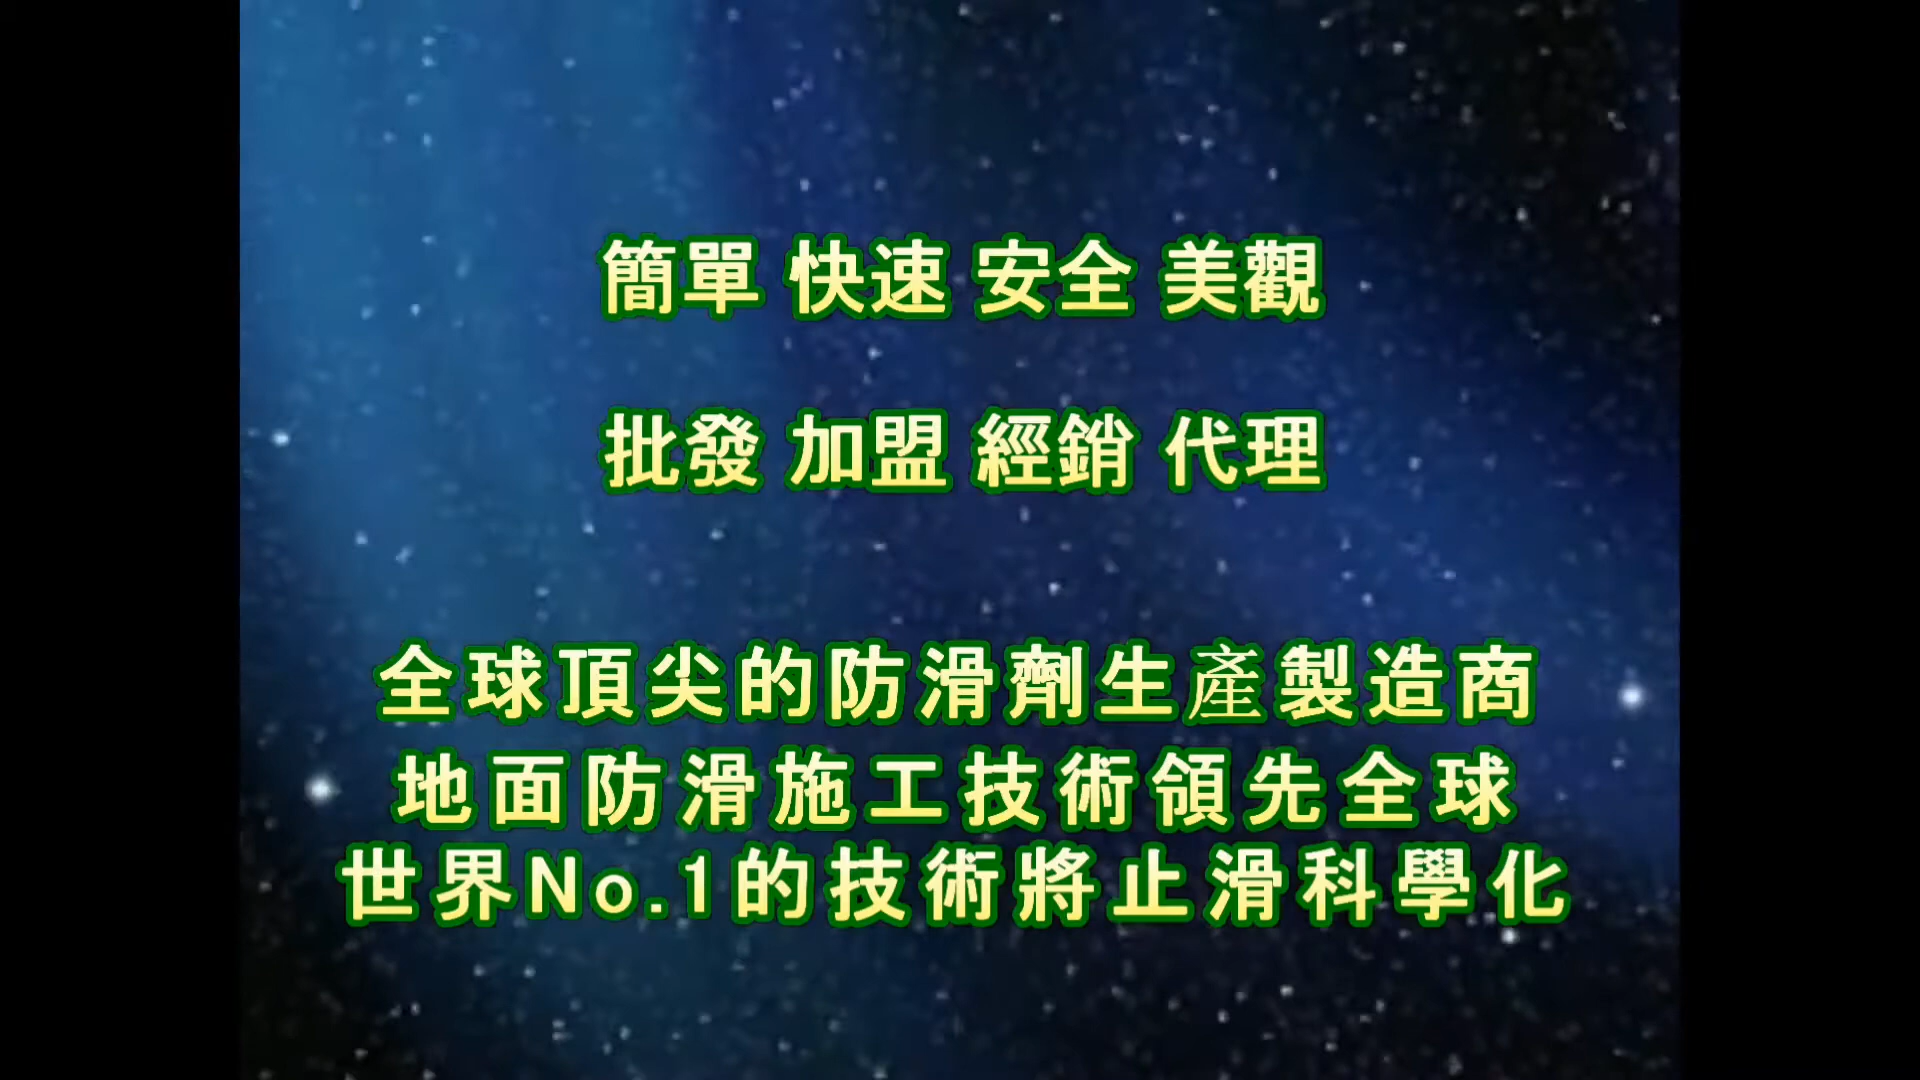 簡單 快速 安全 美觀
批發 加盟 經銷 代理
全球頂尖的防滑劑生產製造商
地面防滑施工技術領先全球
世界No.1的技術將止滑科學化